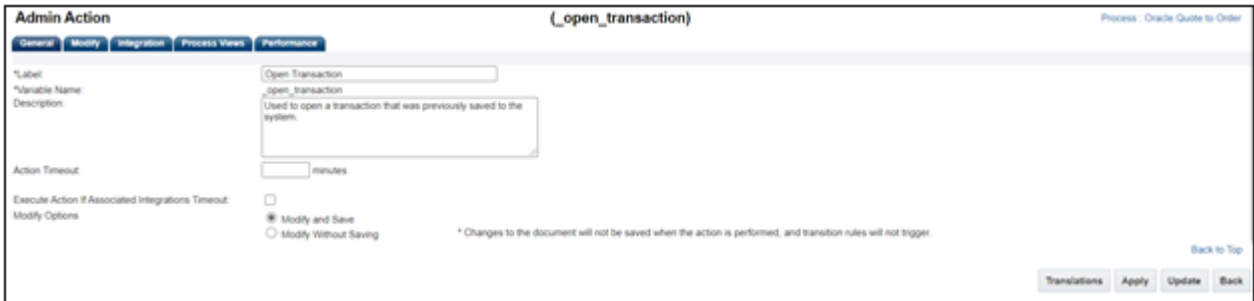 Admin Action (_open_transaction) Process : Oracle Quote to Order
General Modify Integration Process Views Performance
*Label: Open Transaction
*Variable Name: _open_transaction
Description: Used to open a transaction that was previously saved to the
system.
Action Timeout: minutes
Execute Action If Associated Integrations Timeout:
Modify Options Modify and Save
Modify Without Saving * Changes to the document will not be saved when the action is performed, and transition rules will not trigger.
Back to Top
Translations Apply Update Back